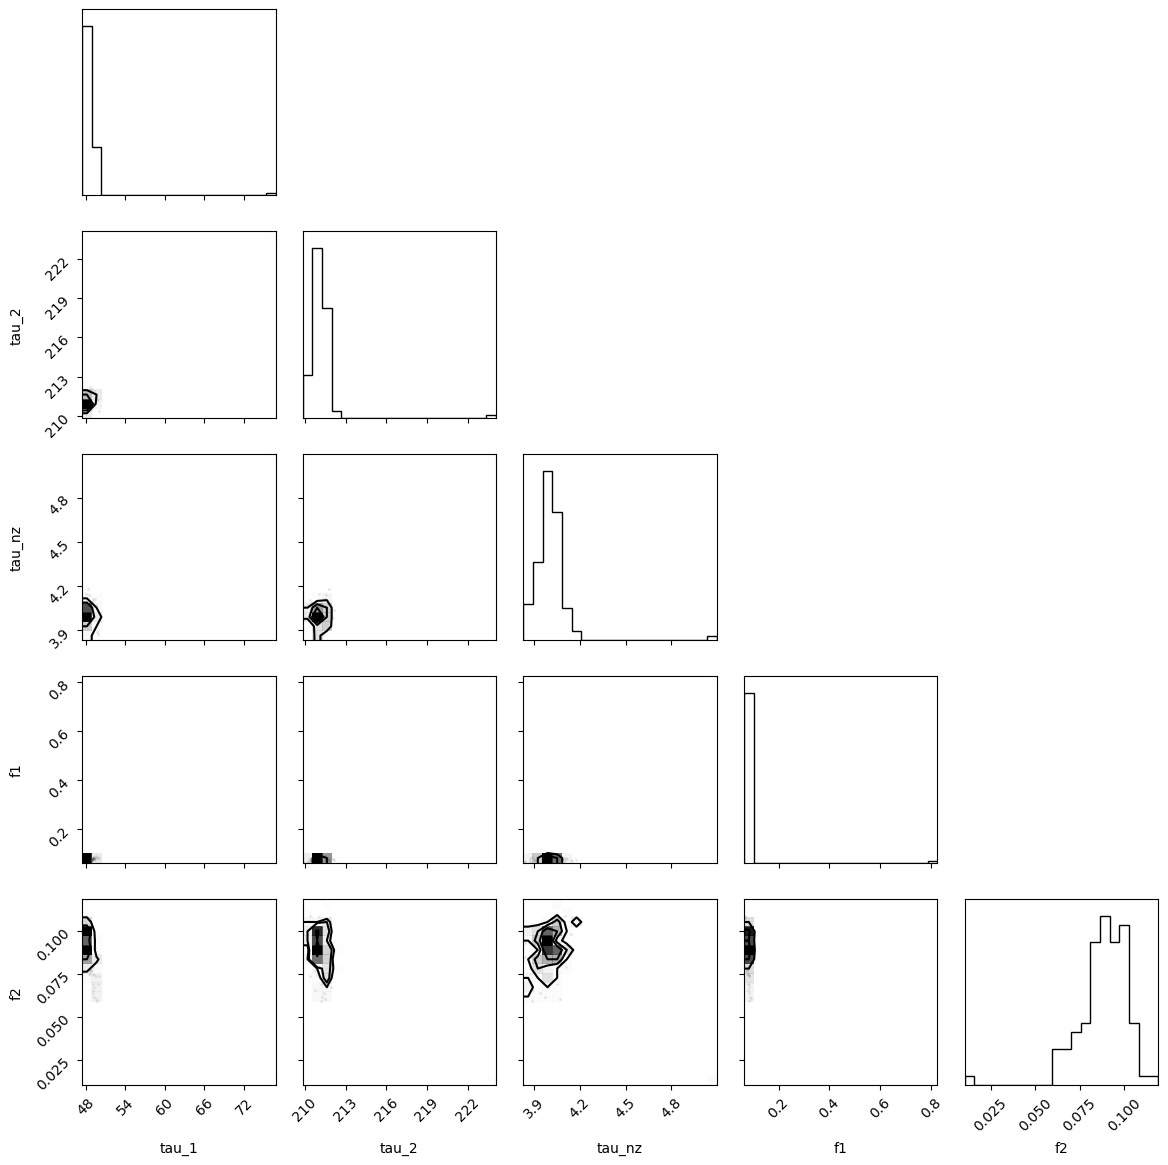 tau_2
222
219
216
213
210
tau_nz
4.8
4.5
4.2
3.9
f1
0.8
0.6
0.4
0.2
f2
0.100
0.075
0.050
0.025
48 54 60 66 72
210 213 216 219 222
3.9 4.2 4.5 4.8
0.2 0.4 0.6 0.8
0.025 0.050 0.075 0.100
tau_1 tau_2 tau_nz f1 f2